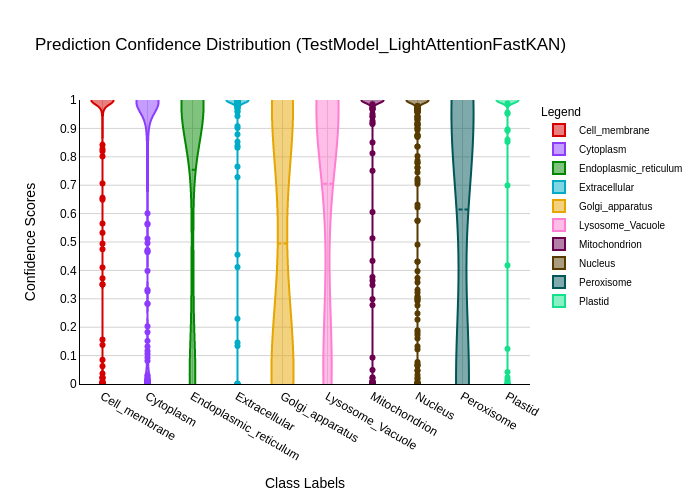 Prediction Confidence Distribution (TestModel_LightAttentionFastKAN)
Legend
Cell_membrane
Cytoplasm
Endoplasmic_reticulum
Extracellular
Golgi_apparatus
Lysosome_Vacuole
Mitochondrion
Nucleus
Peroxisome
Plastid
Confidence Scores
1
0.9
0.8
0.7
0.6
0.5
0.4
0.3
0.2
0.1
0
Cell_membrane
Cytoplasm
Endoplasmic_reticulum
Extracellular
Golgi_apparatus
Lysosome_Vacuole
Mitochondrion
Nucleus
Peroxisome
Plastid
Class Labels